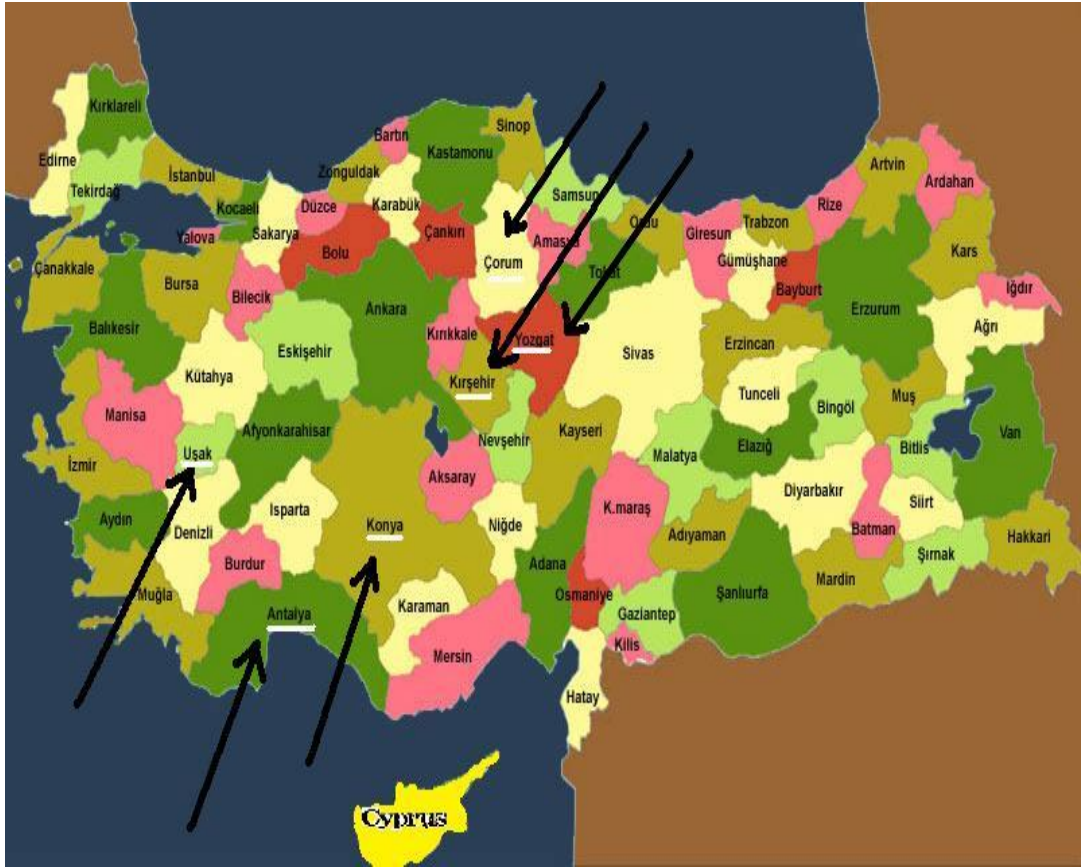 Kırklareli
Edirne
Tekirdağ
İstanbul
Kocaeli
Yalova
Sakarya
Düzce
Zonguldak
Bartın
Karabük
Kastamonu
Sinop
Samsun
Çankırı
Bolu
Çorum
Amasya
Ordu
Tokat
Giresun
Gümüşhane
Trabzon
Rize
Artvin
Ardahan
Kars
Iğdır
Ağrı
Erzurum
Bayburt
Erzincan
Sivas
Yozgat
Kırıkkale
Kırşehir
Ankara
Eskişehir
Bilecik
Bursa
Çanakkale
Balıkesir
Kütahya
Manisa
Uşak
Afyonkarahisar
İzmir
Aydın
Denizli
Isparta
Burdur
Muğla
Antalya
Konya
Aksaray
Nevşehir
Kayseri
Niğde
Karaman
Mersin
Adana
Osmaniye
K.maraş
Malatya
Elazığ
Tunceli
Bingöl
Muş
Bitlis
Van
Siirt
Batman
Diyarbakır
Adıyaman
Şanlıurfa
Mardin
Şırnak
Hakkari
Gaziantep
Kilis
Hatay
Cyprus